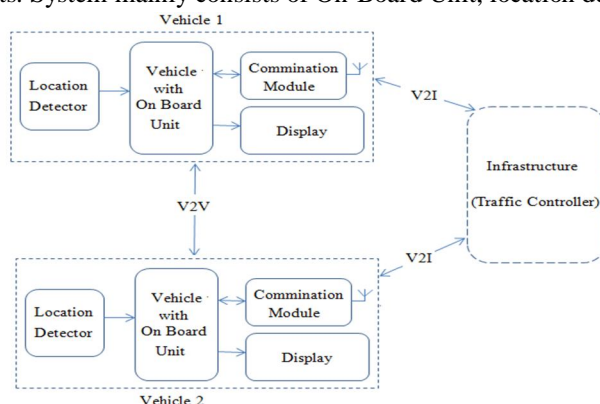 ts. System mainly consists of On-Board Unit, location de
Vehicle 1
Location
Detector
Vehicle
with
On Board
Unit
Commination
Module
Display
V2I
Infrastructure
(Traffic Controller)
V2V
V2I
Location
Detector
Vehicle
with
On Board
Unit
Commination
Module
Display
Vehicle 2